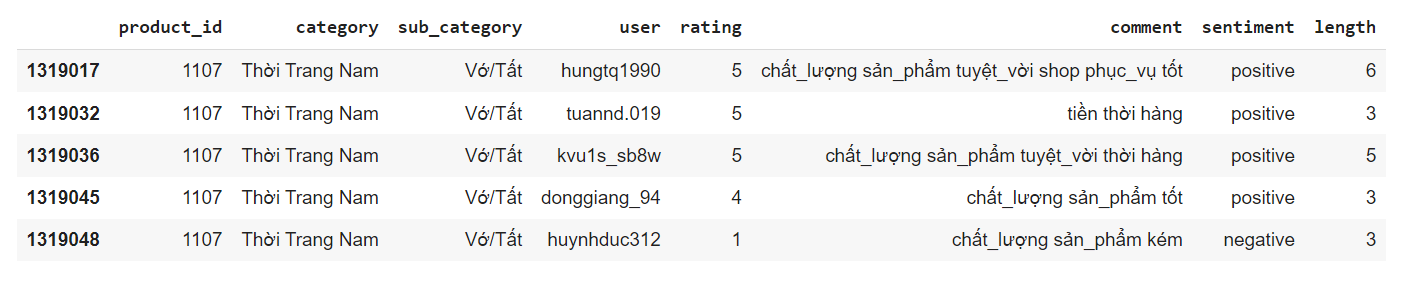 product_id category sub_category user rating comment sentiment length
1319017 1107 Thời Trang Nam Vớ/Tất hungtq1990 5 chất_lượng sản_phẩm tuyệt_vời shop phục_vụ tốt positive 6
1319032 1107 Thời Trang Nam Vớ/Tất tuannd.019 5 tiền thời hàng positive 3
1319036 1107 Thời Trang Nam Vớ/Tất kvu1s_sb8w 5 chất_lượng sản_phẩm tuyệt_vời thời hàng positive 5
1319045 1107 Thời Trang Nam Vớ/Tất donggiang_94 4 chất_lượng sản_phẩm tốt positive 3
1319048 1107 Thời Trang Nam Vớ/Tất huynhduc312 1 chất_lượng sản_phẩm kém negative 3